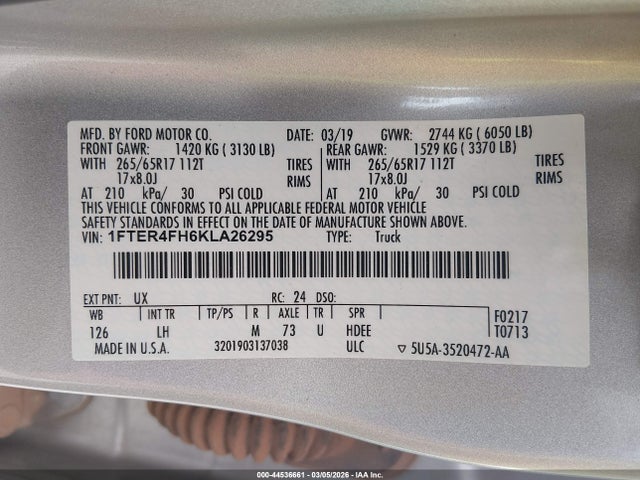 MFD. BY FORD MOTOR CO. DATE: 03/19 GVWR: 2744 KG ( 6050 LB)
FRONT GAWR: 1420 KG ( 3130 LB) REAR GAWR: 1529 KG ( 3370 LB)
WITH 265/65R17 112T TIRES WITH 265/65R17 112T TIRES
17x8.0J RIMS 17x8.0J RIMS
AT 210 kPa/ 30 PSI COLD AT 210 kPa/ 30 PSI COLD
THIS VEHICLE CONFORMS TO ALL APPLICABLE FEDERAL MOTOR VEHICLE
SAFETY STANDARDS IN EFFECT ON THE DATE OF MANUFACTURE SHOWN ABOVE.
VIN: 1FTER4FH6KLA26295 TYPE: Truck
EXT PNT: UX RC: 24 DSO:
WB INT TR TP/PS R AXLE TR SPR F0217
126 LH M 73 U HDEE T0713
MADE IN U.S.A. 3201903137038 ULC ▽ 5U5A-3520472-AA
000-44536661 - 03/05/2026 - IAA Inc.